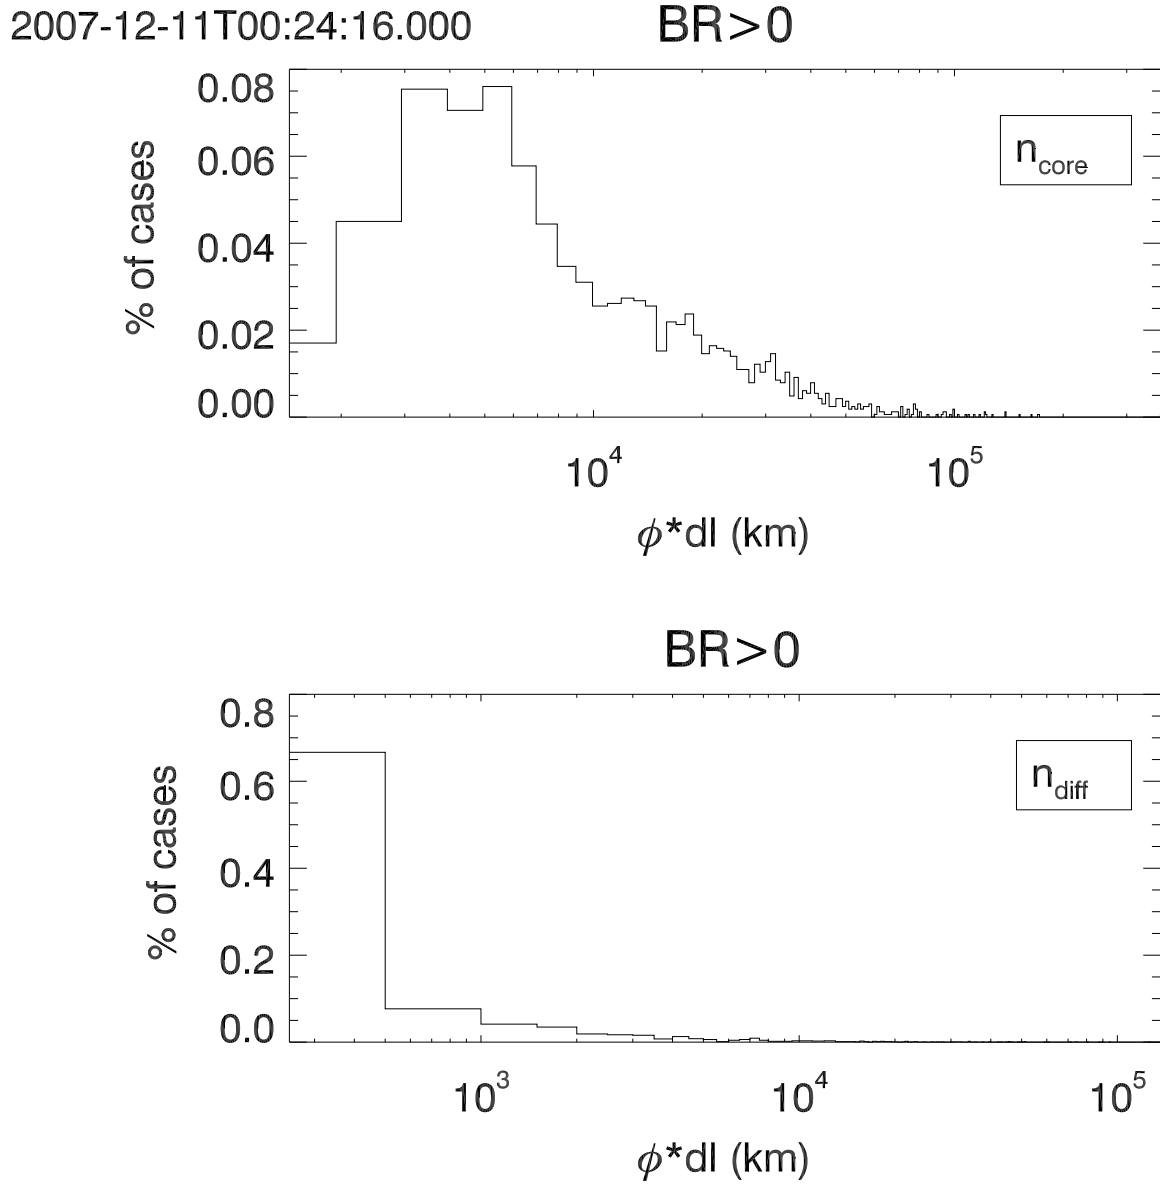 2007-12-11T00:24:16.000
BR>0
0.08
0.06
0.04
0.02
0.00
% of cases
n_core
10^4
10^5
ϕ*dl (km)
BR>0
0.8
0.6
0.4
0.2
0.0
% of cases
n_diff
10^3
10^4
10^5
ϕ*dl (km)